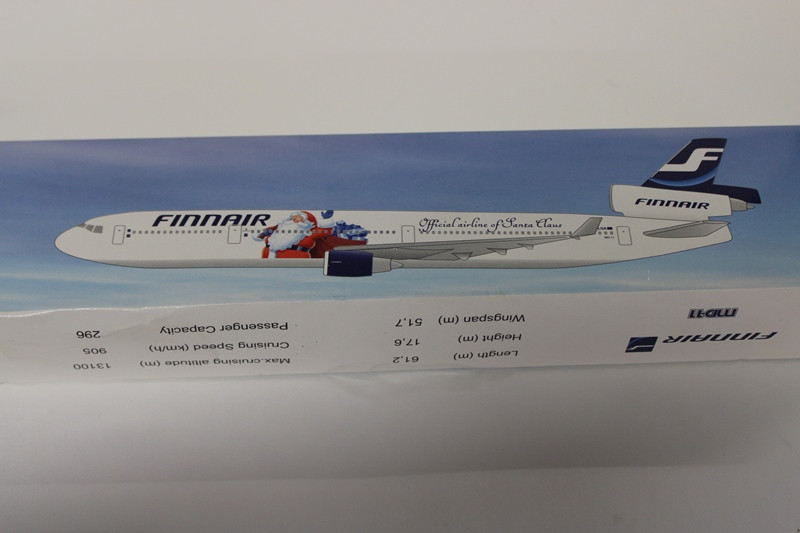 FINNAIR
Official airline of Santa Claus
FINNAIR
FINNAIR
MD-11
Length (m) 61,2
Height (m) 17,6
Wingspan (m) 51,7
Max.cruising altitude (m) 13100
Cruising Speed (km/h) 905
Passenger Capacity 296